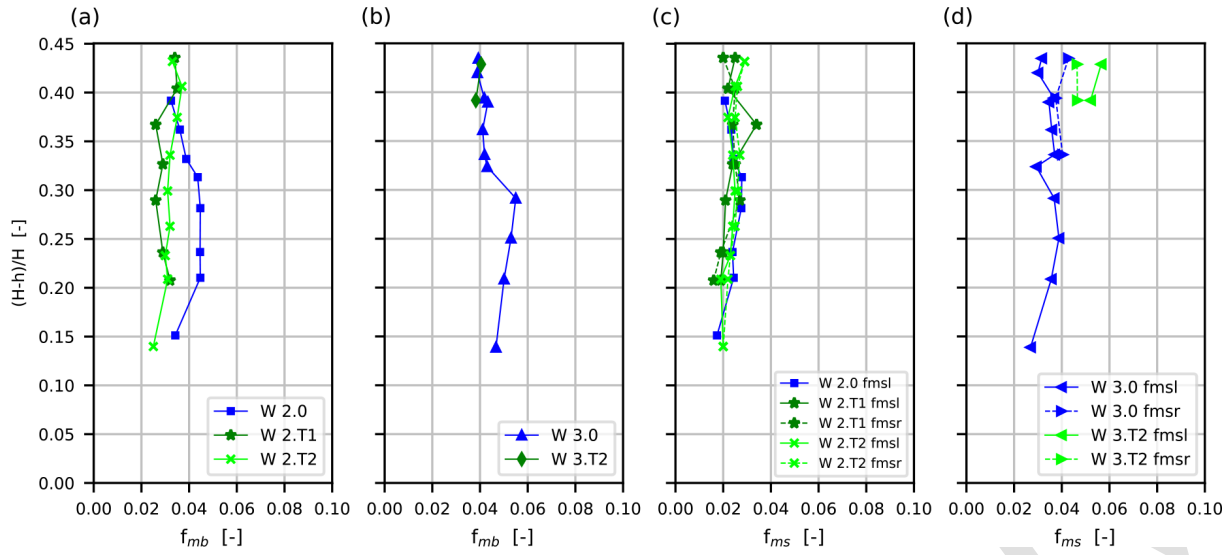 (a)
(b)
(c)
(d)
(H-h)/H [-]
0.45
0.40
0.35
0.30
0.25
0.20
0.15
0.10
0.05
0.00
W 2.0
W 2.T1
W 2.T2
W 3.0
W 3.T2
W 2.0 fmsl
W 2.T1 fmsl
W 2.T1 fmsr
W 2.T2 fmsl
W 2.T2 fmsr
W 3.0 fmsl
W 3.0 fmsr
W 3.T2 fmsl
W 3.T2 fmsr
0.00 0.02 0.04 0.06 0.08 0.10
0.00 0.02 0.04 0.06 0.08 0.10
0.00 0.02 0.04 0.06 0.08 0.10
0.00 0.02 0.04 0.06 0.08 0.10
f_mb [-]
f_mb [-]
f_ms [-]
f_ms [-]